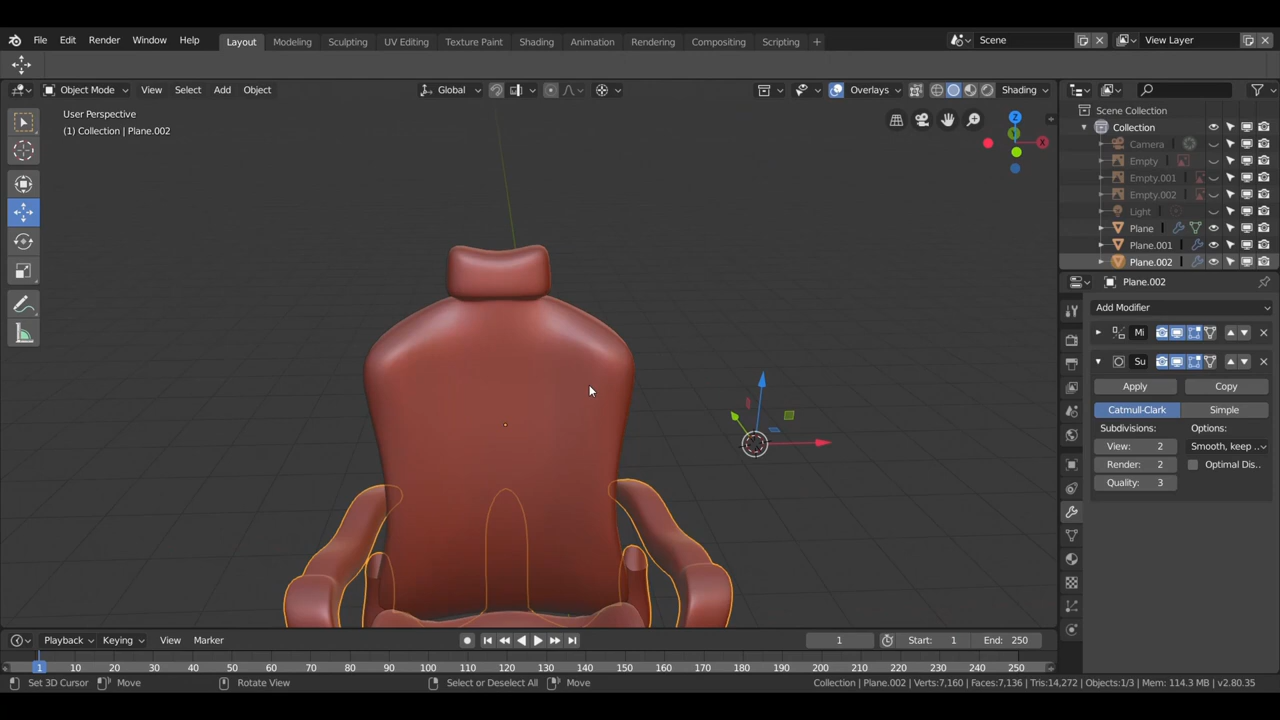 File Edit Render Window Help Layout Modeling Sculpting UV Editing Texture Paint Shading Animation Rendering Compositing Scripting + Scene View Layer
Object Mode View Select Add Object Global Overlays Shading
User Perspective
(1) Collection | Plane.002
Z
X
Scene Collection
Collection
Camera
Empty
Empty.001
Empty.002
Light
Plane
Plane.001
Plane.002
Plane.002
Add Modifier
Mi
Su
Apply Copy
Catmull-Clark Simple
Subdivisions: Options:
View: 2 Smooth, keep ..
Render: 2 Optimal Dis..
Quality: 3
Playback Keying View Marker 1 Start: 1 End: 250
1 10 20 30 40 50 60 70 80 90 100 110 120 130 140 150 160 170 180 190 200 210 220 230 240 250
Set 3D Cursor Move Rotate View Select or Deselect All Move Collection | Plane.002 | Verts:7,160 | Faces:7,136 | Tris:14,272 | Objects:1/3 | Mem: 114.3 MB | v2.80.35